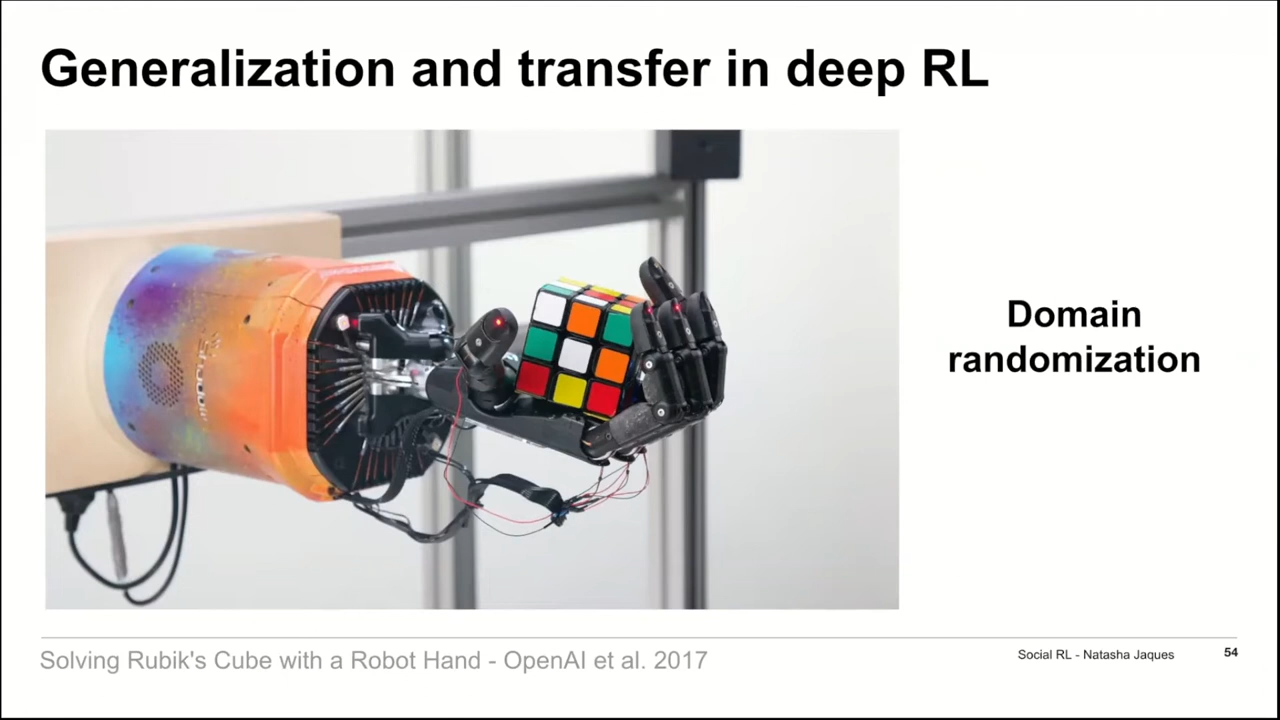 Generalization and transfer in deep RL
Domain
randomization
Solving Rubik's Cube with a Robot Hand - OpenAI et al. 2017
Social RL - Natasha Jaques
54